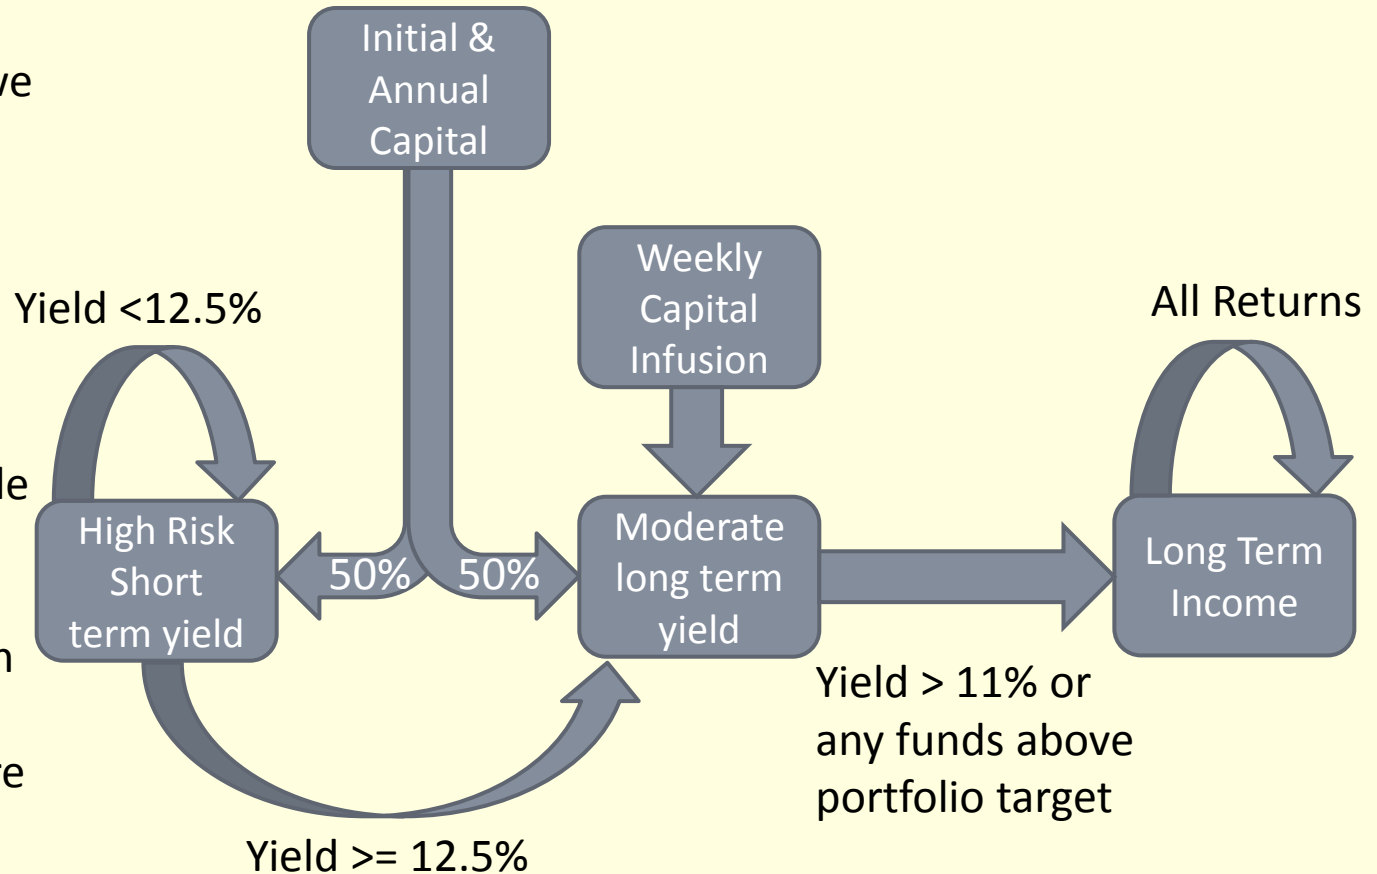 Initial &
Annual
Capital
Weekly
Capital
Infusion
Yield <12.5%
All Returns
High Risk
Short
term yield
50%
50%
Moderate
long term
yield
Long Term
Income
Yield > 11% or
any funds above
portfolio target
Yield >= 12.5%